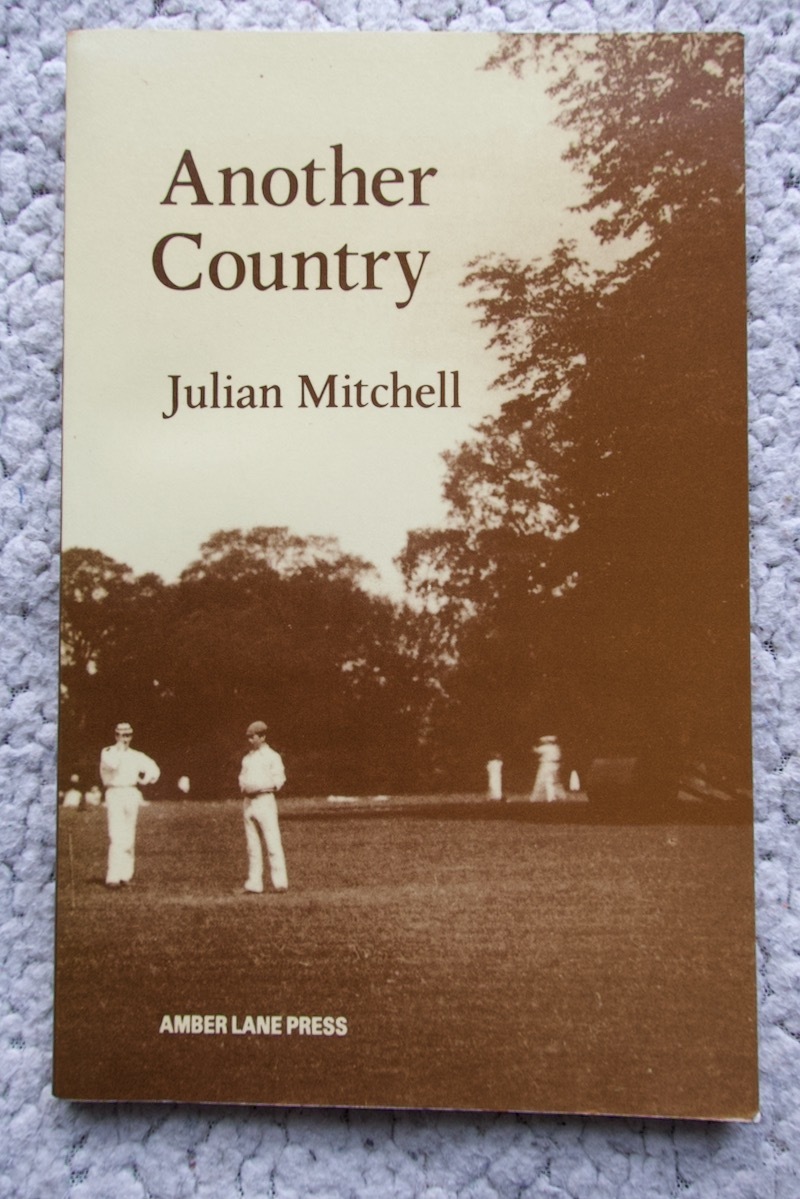 Another
Country
Julian Mitchell
AMBER LANE PRESS